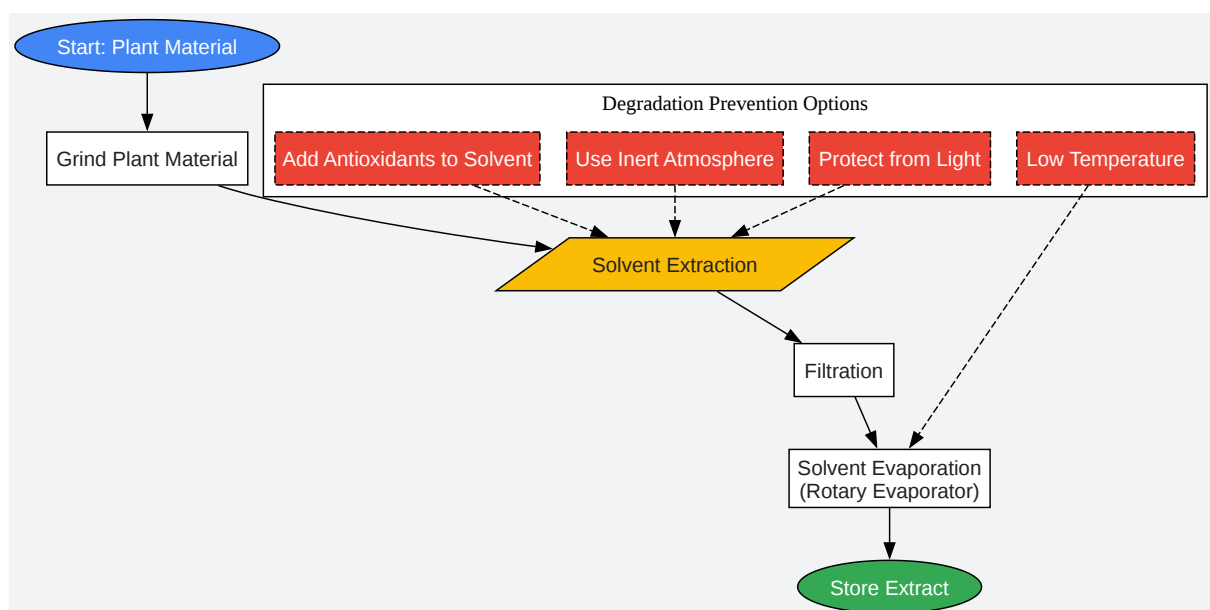 Start: Plant Material
Degradation Prevention Options
Grind Plant Material
Add Antioxidants to Solvent
Use Inert Atmosphere
Protect from Light
Low Temperature
Solvent Extraction
Filtration
Solvent Evaporation
(Rotary Evaporator)
Store Extract